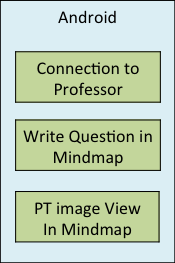 Android
Connection to
Professor
Write Question in
Mindmap
PT image View
In Mindmap